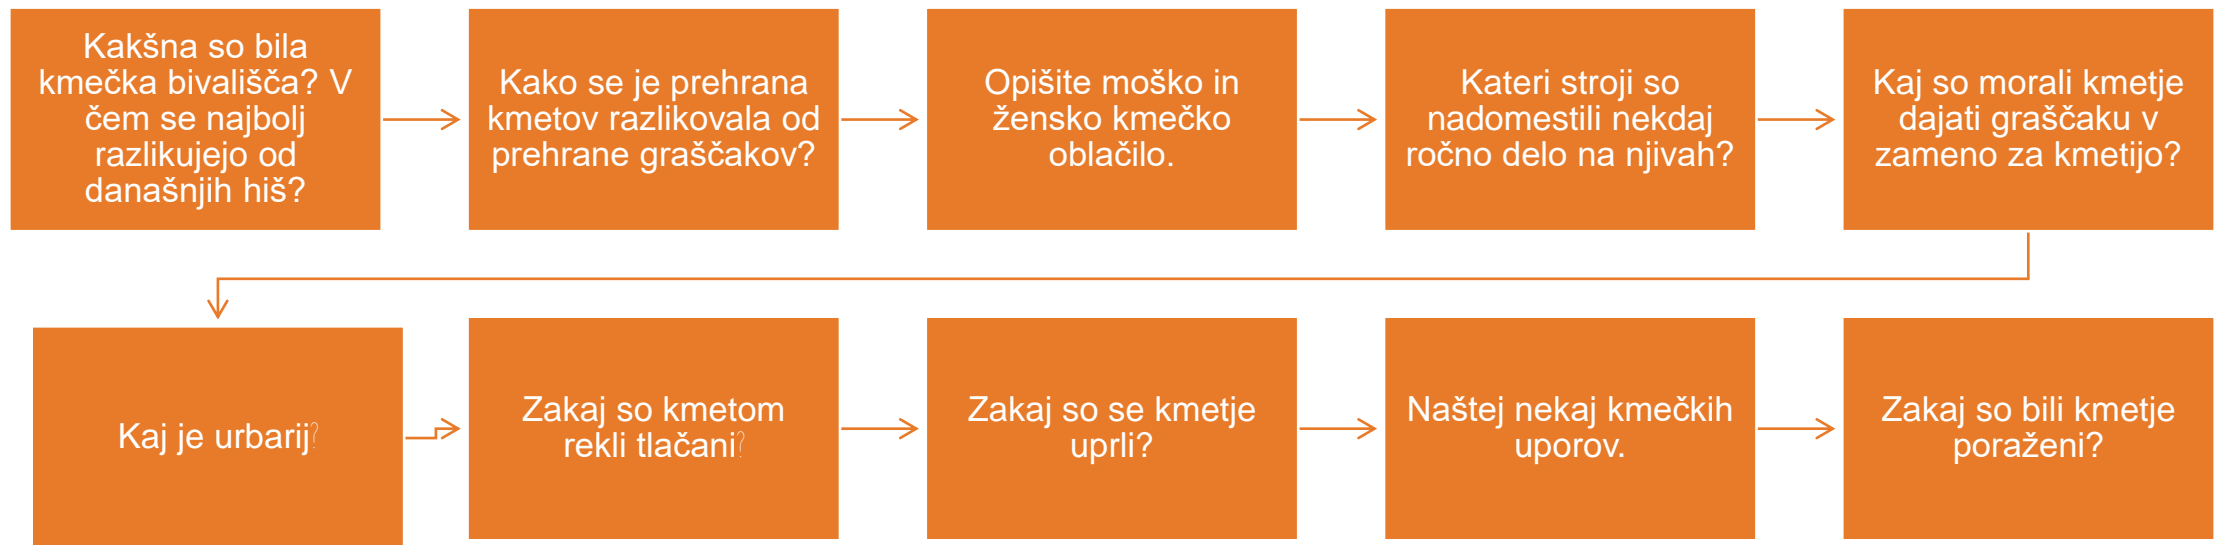 Kakšna so bila
kmečka bivališča? V
čem se najbolj
razlikujejo od
današnjih hiš?
Kako se je prehrana
kmetov razlikovala od
prehrane graščakov?
Opišite moško in
žensko kmečko
oblačilo.
Kateri stroji so
nadomestili nekdaj
ročno delo na njivah?
Kaj so morali kmetje
dajati graščaku v
zameno za kmetijo?
Kaj je urbarij?
Zakaj so kmetom
rekli tlačani?
Zakaj so se kmetje
uprli?
Naštej nekaj kmečkih
uporov.
Zakaj so bili kmetje
poraženi?